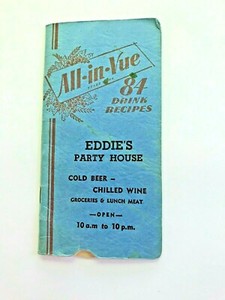 All-in-Vue
84
DRINK
RECIPES
EDDIE'S
PARTY HOUSE
COLD BEER –
CHILLED WINE
GROCERIES & LUNCH MEAT
—OPEN—
10 a.m to 10 p.m.